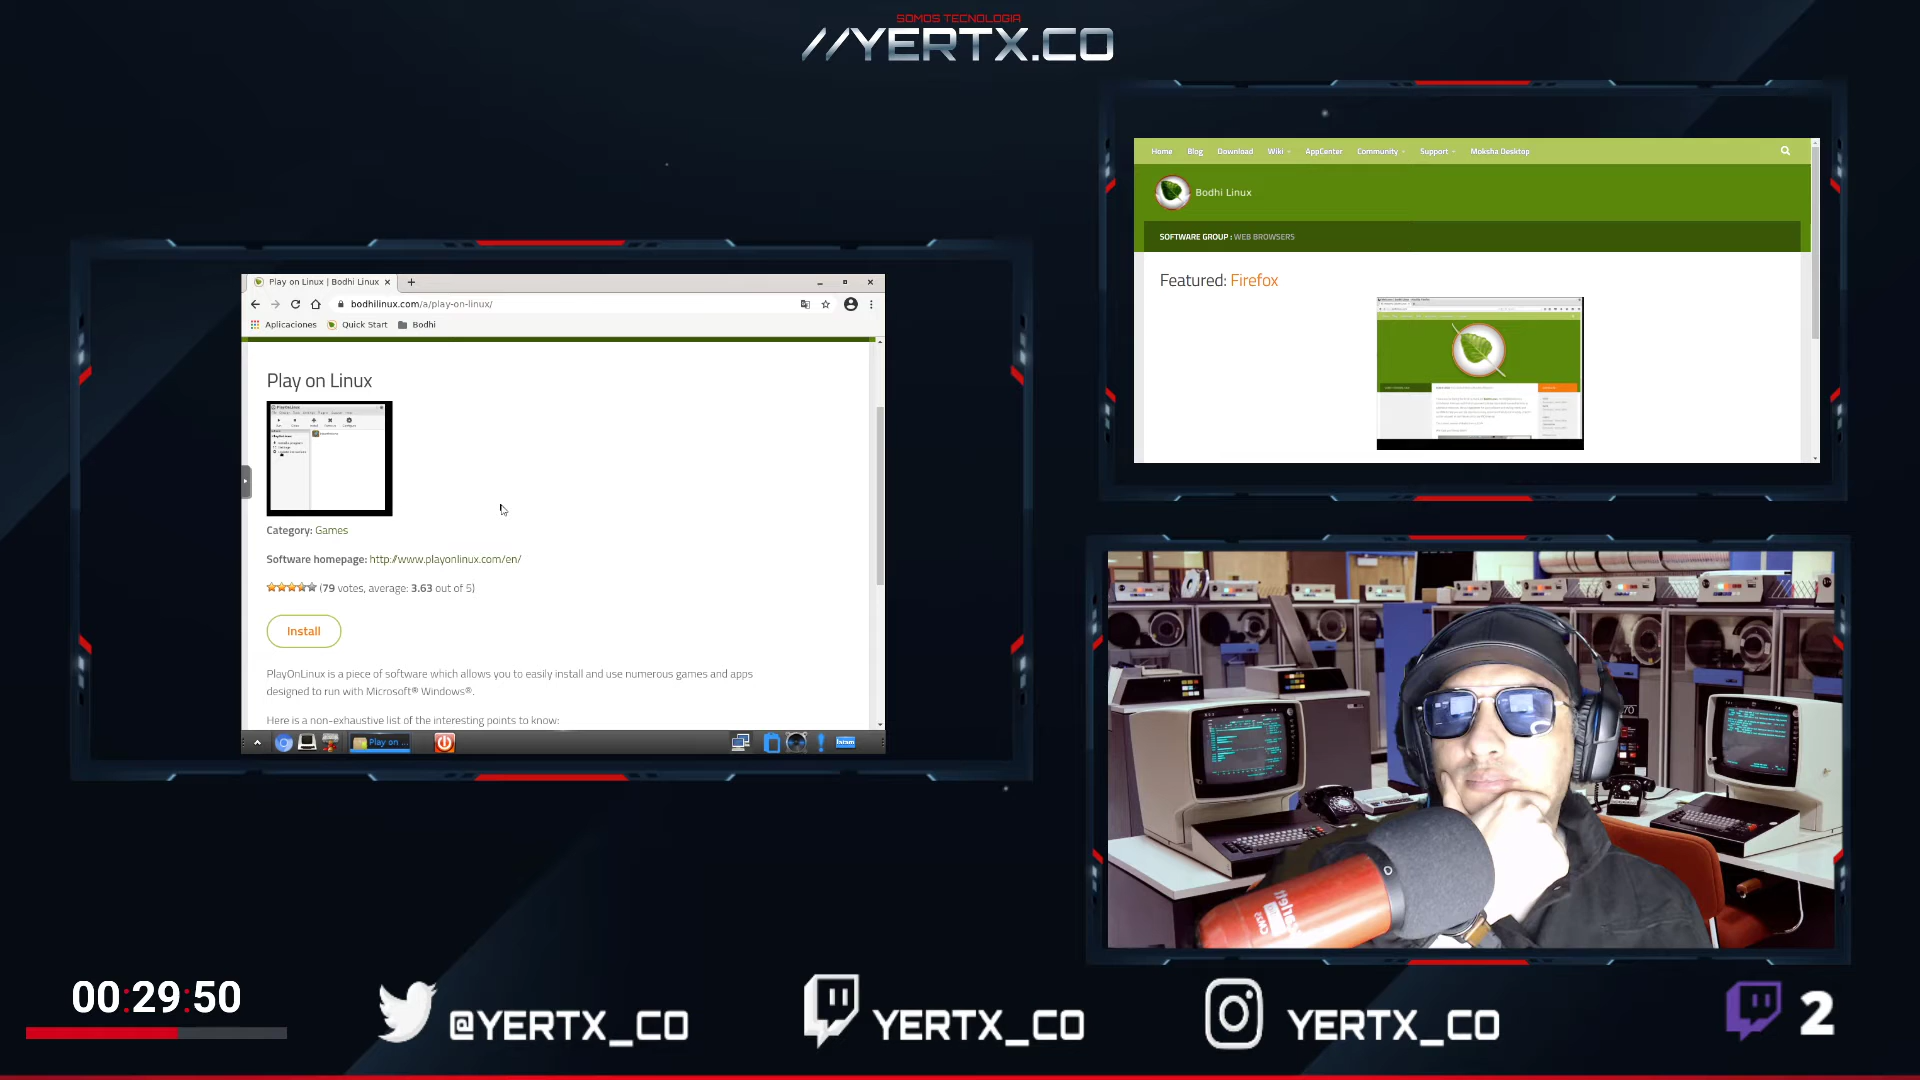 SOMOS TECNOLOGIA
//YERTX.CO
Play on Linux | Bodhi Linux
bodhilinux.com/a/play-on-linux/
Aplicaciones Quick Start Bodhi
Play on Linux
Category: Games
Software homepage: http://www.playonlinux.com/en/
(79 votes, average: 3.63 out of 5)
Install
PlayOnLinux is a piece of software which allows you to easily install and use numerous games and apps
designed to run with Microsoft® Windows®.
Here is a non-exhaustive list of the interesting points to know:
Play on ...
Home Blog Download Wiki AppCenter Community Support Moksha Desktop
Bodhi Linux
SOFTWARE GROUP : WEB BROWSERS
Featured: Firefox
00:29:50
@YERTX_CO
YERTX_CO
YERTX_CO
2